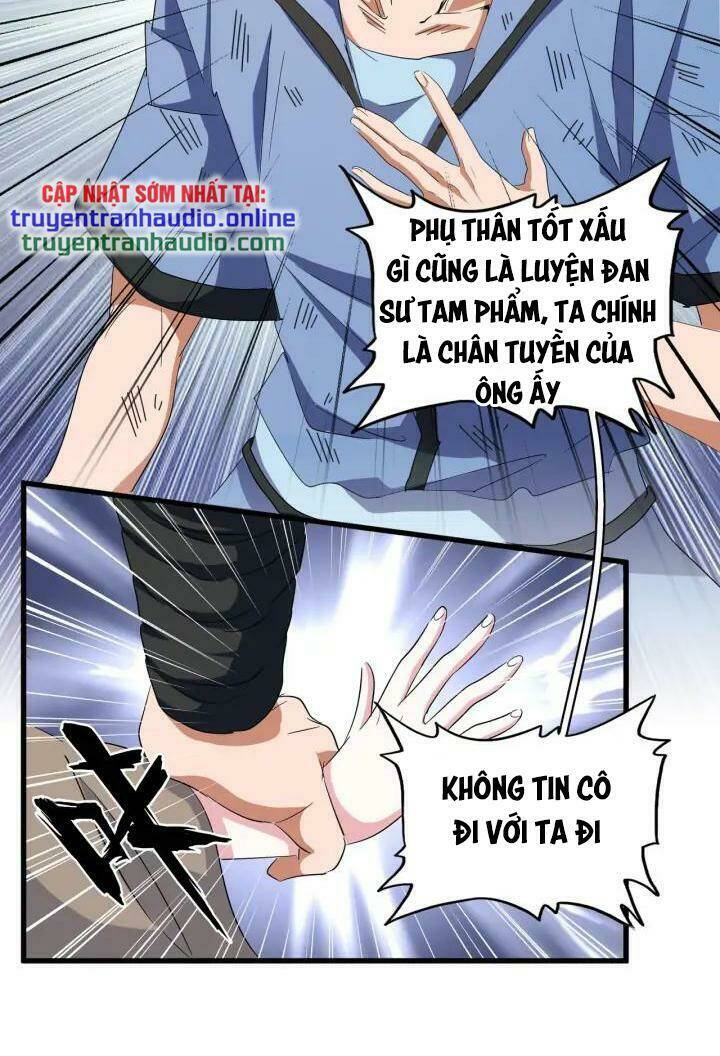 CẬP NHẬT SỚM NHẤT TẠI:
truyentranhaudio.online
truyentranhaudio.com
PHỤ THÂN TỐT XẤU
GÌ CŨNG LÀ LUYỆN ĐAN
SƯ TAM PHẨM, TA CHÍNH
LÀ CHÂN TUYỀN CỦA
ÔNG ẤY
KHÔNG TIN CÔ
ĐI VỚI TA ĐI